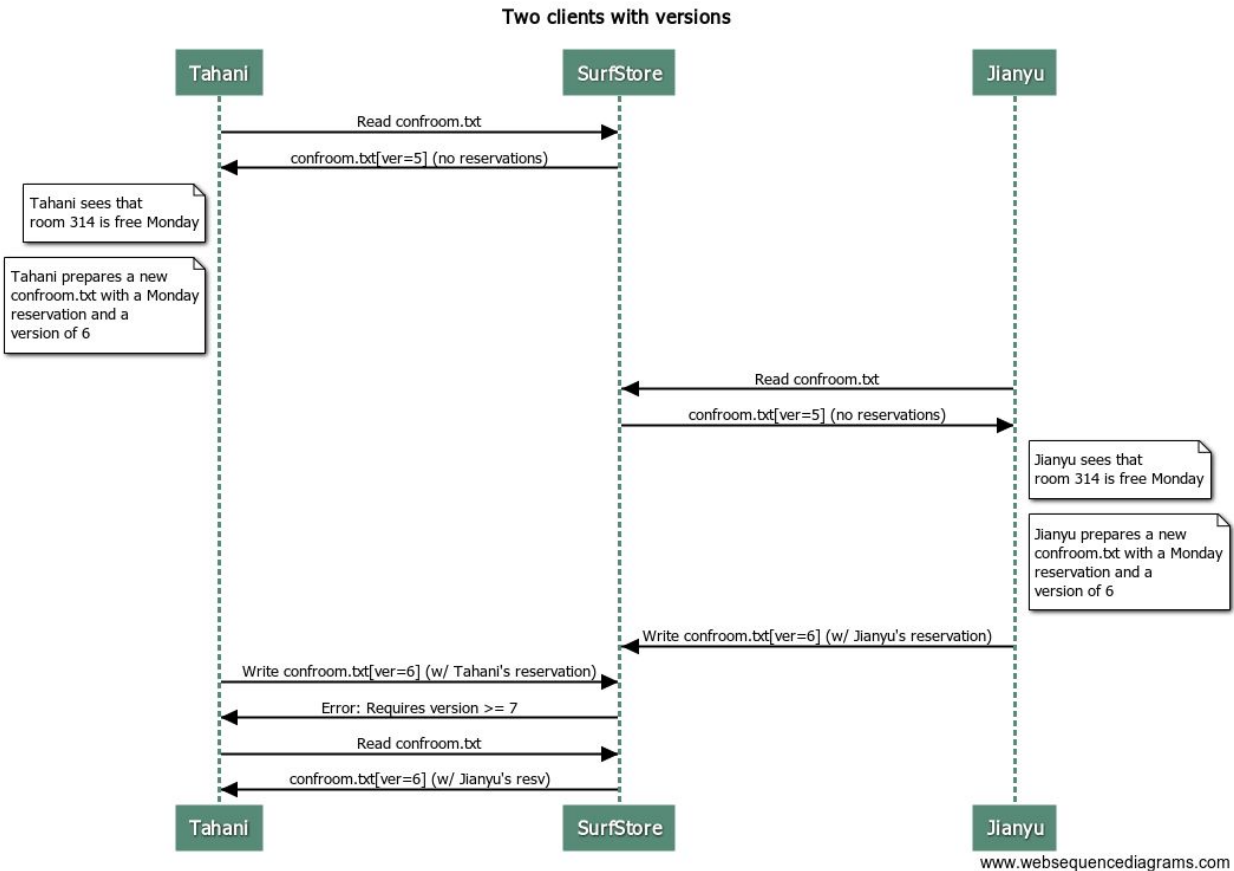 Two clients with versions
Tahani
SurfStore
Jianyu
Read confroom.txt
confroom.txt[ver=5] (no reservations)
Tahani sees that
room 314 is free Monday
Tahani prepares a new
confroom.txt with a Monday
reservation and a
version of 6
Read confroom.txt
confroom.txt[ver=5] (no reservations)
Jianyu sees that
room 314 is free Monday
Jianyu prepares a new
confroom.txt with a Monday
reservation and a
version of 6
Write confroom.txt[ver=6] (w/ Jianyu's reservation)
Write confroom.txt[ver=6] (w/ Tahani's reservation)
Error: Requires version >= 7
Read confroom.txt
confroom.txt[ver=6] (w/ Jianyu's resv)
Tahani
SurfStore
Jianyu
www.websequencediagrams.com